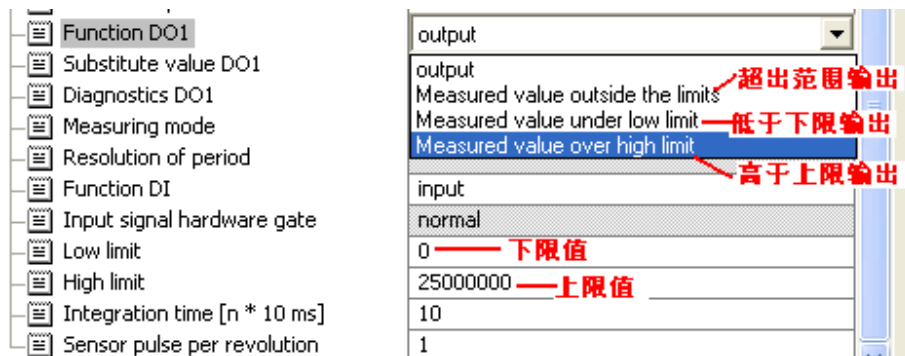 Function DO1 output
Substitute value DO1 output
Diagnostics DO1 Measured value outside the limits 超出范围输出
Measuring mode Measured value under low limit 低于下限输出
Resolution of period Measured value over high limit 高于上限输出
Function DI input
Input signal hardware gate normal
Low limit 0 下限值
High limit 25000000 上限值
Integration time [n * 10 ms] 10
Sensor pulse per revolution 1